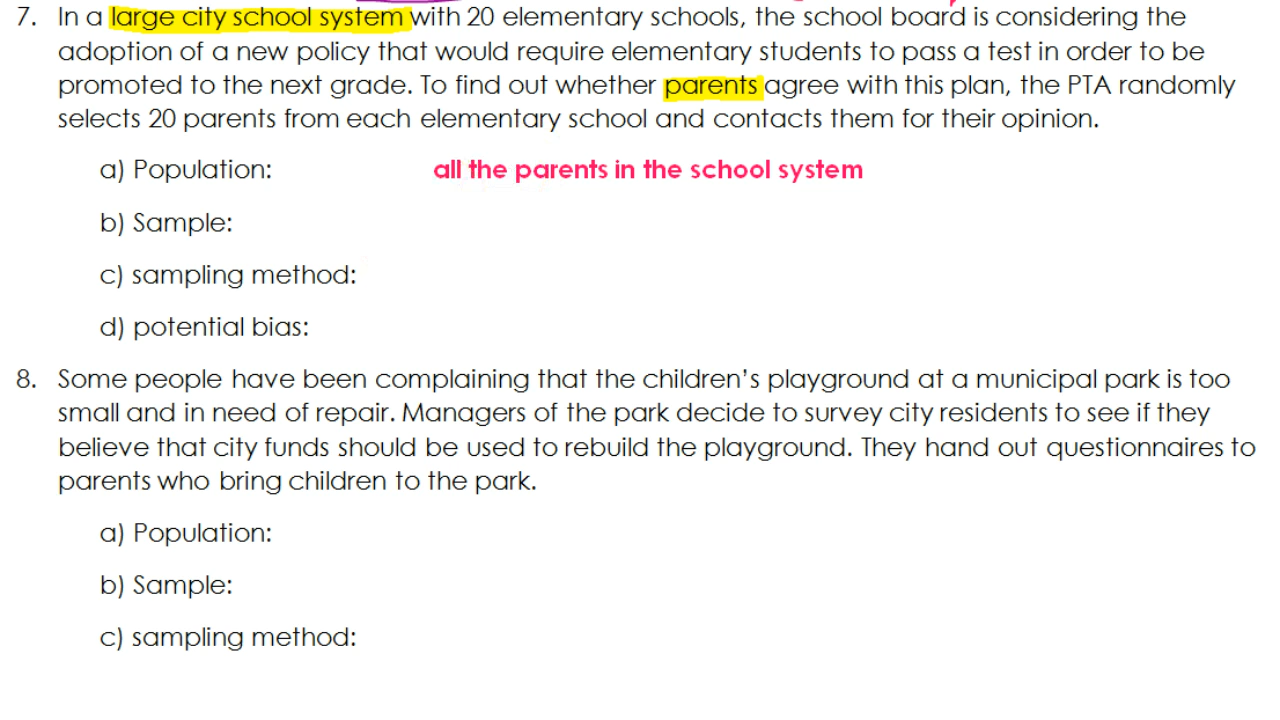 7. In a large city school system with 20 elementary schools, the school board is considering the
adoption of a new policy that would require elementary students to pass a test in order to be
promoted to the next grade. To find out whether parents agree with this plan, the PTA randomly
selects 20 parents from each elementary school and contacts them for their opinion.
a) Population: all the parents in the school system
b) Sample:
c) sampling method:
d) potential bias:
8. Some people have been complaining that the children's playground at a municipal park is too
small and in need of repair. Managers of the park decide to survey city residents to see if they
believe that city funds should be used to rebuild the playground. They hand out questionnaires to
parents who bring children to the park.
a) Population:
b) Sample:
c) sampling method: